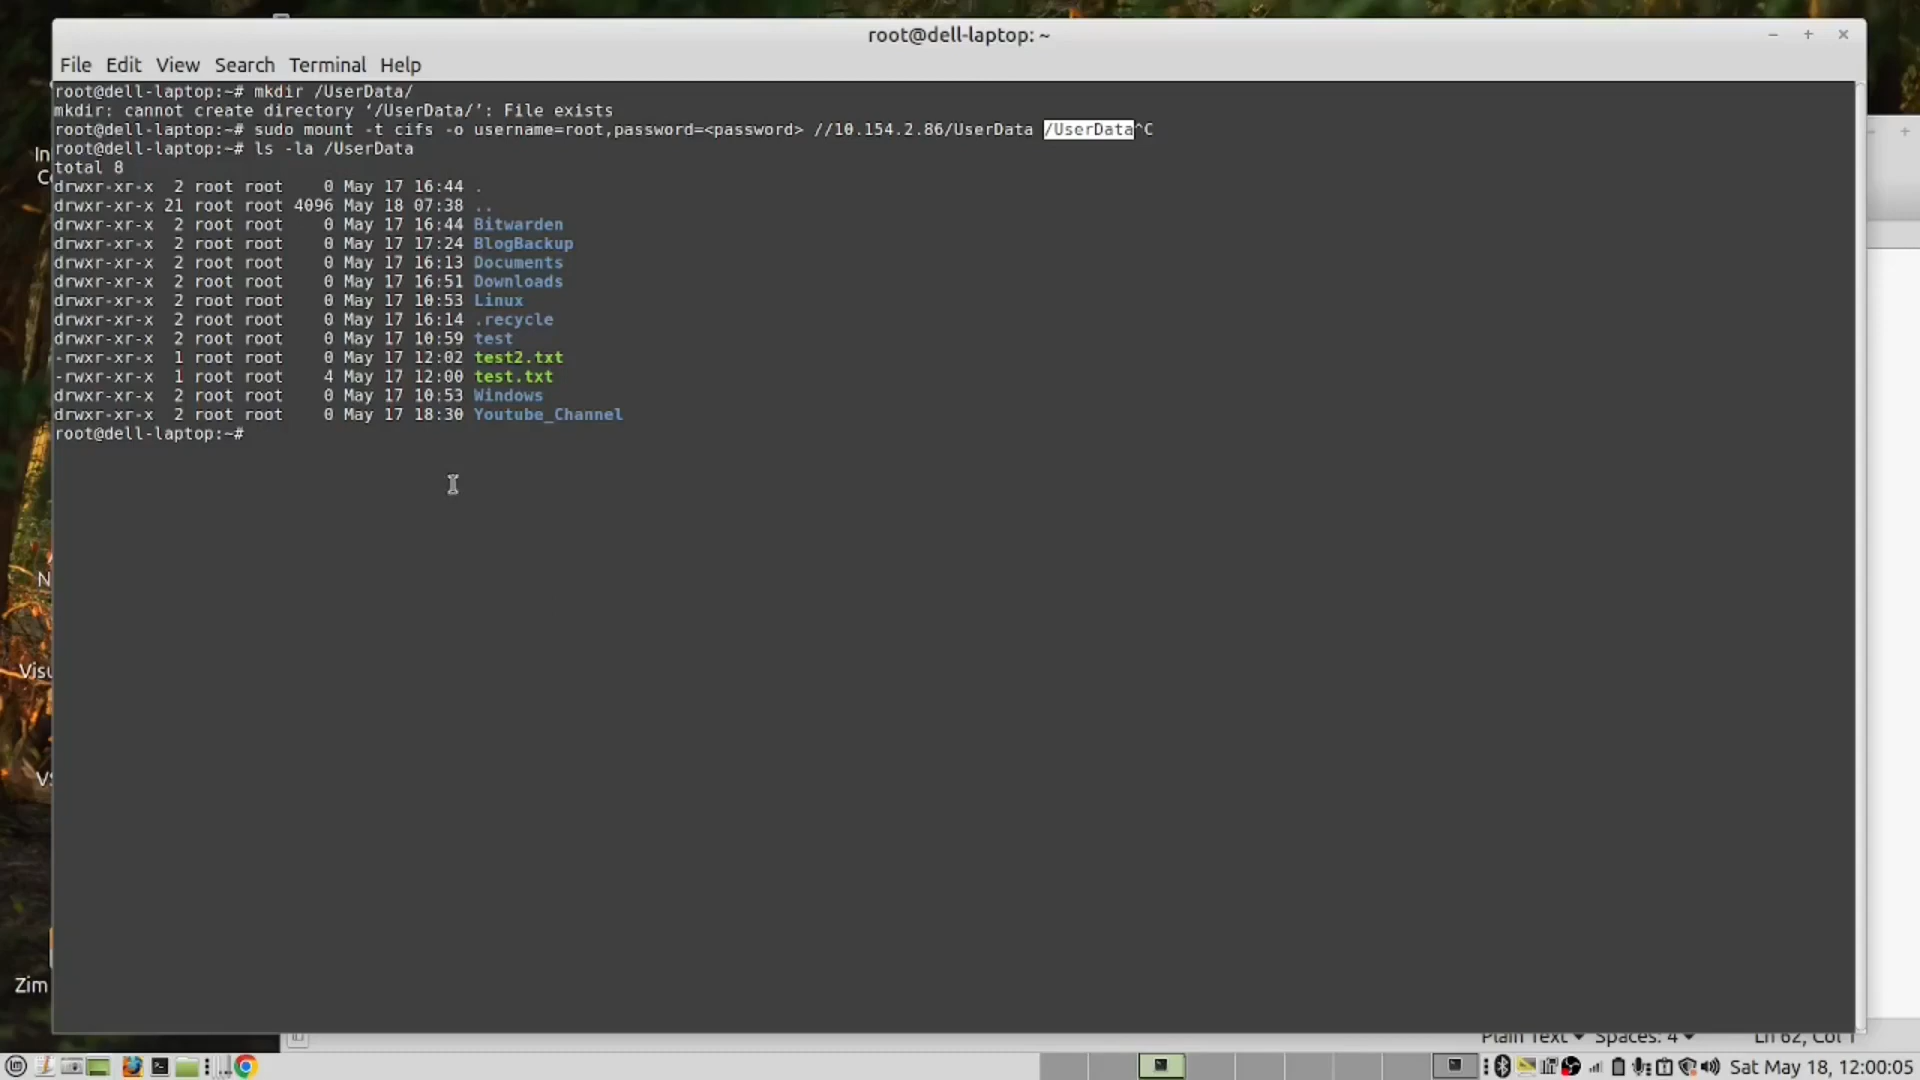 root@dell-laptop: ~
File Edit View Search Terminal Help
root@dell-laptop:~# mkdir /UserData/
mkdir: cannot create directory ‘/UserData/’: File exists
root@dell-laptop:~# sudo mount -t cifs -o username=root,password=<password> //10.154.2.86/UserData /UserData^C
root@dell-laptop:~# ls -la /UserData
total 8
drwxr-xr-x 2 root root 0 May 17 16:44 .
drwxr-xr-x 21 root root 4096 May 18 07:38 ..
drwxr-xr-x 2 root root 0 May 17 16:44 Bitwarden
drwxr-xr-x 2 root root 0 May 17 17:24 BlogBackup
drwxr-xr-x 2 root root 0 May 17 16:13 Documents
drwxr-xr-x 2 root root 0 May 17 16:51 Downloads
drwxr-xr-x 2 root root 0 May 17 10:53 Linux
drwxr-xr-x 2 root root 0 May 17 16:14 .recycle
drwxr-xr-x 2 root root 0 May 17 10:59 test
-rwxr-xr-x 1 root root 0 May 17 12:02 test2.txt
-rwxr-xr-x 1 root root 4 May 17 12:00 test.txt
drwxr-xr-x 2 root root 0 May 17 10:53 Windows
drwxr-xr-x 2 root root 0 May 17 18:30 Youtube_Channel
root@dell-laptop:~#
Zim
Plain Text Spaces: 4 Ln 62, Col 1
Sat May 18, 12:00:05